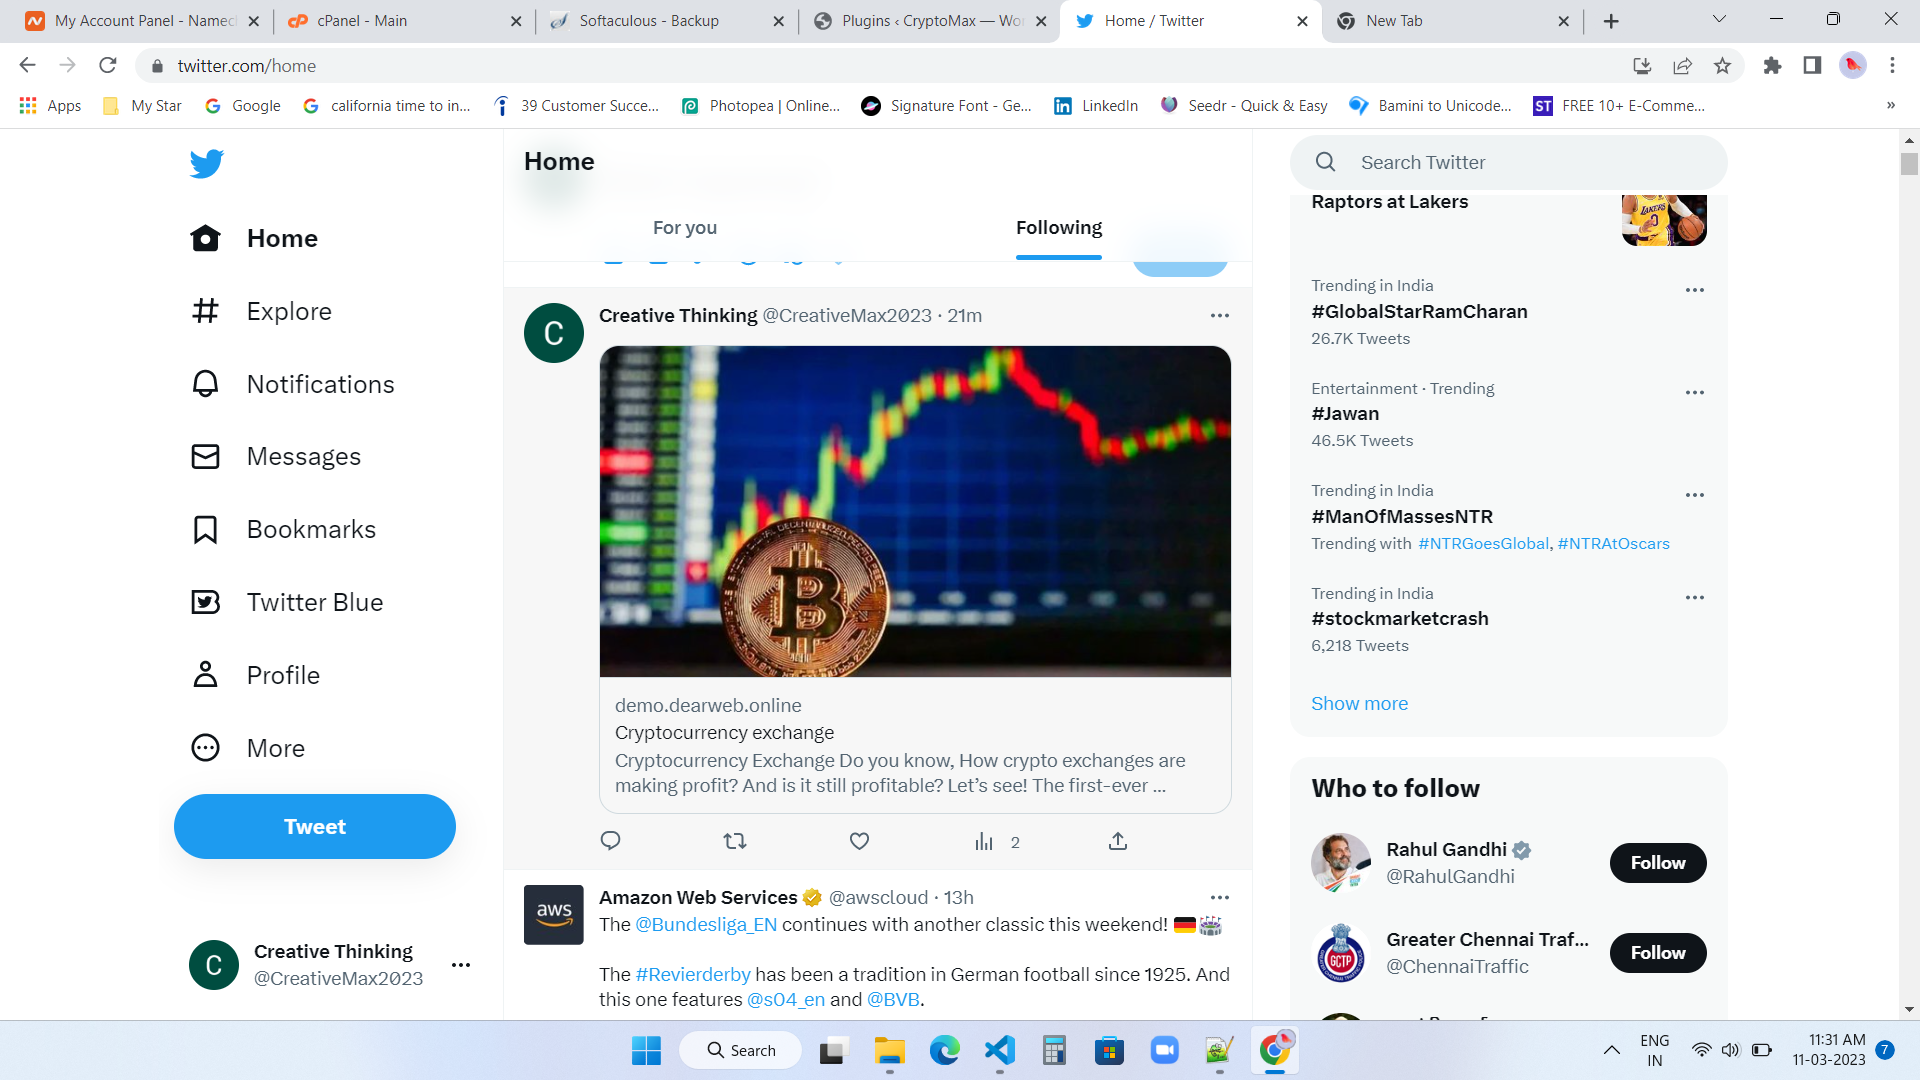 My Account Panel - Namec
cPanel - Main
Softaculous - Backup
Plugins ‹ CryptoMax — Wo
Home / Twitter
New Tab
twitter.com/home
Apps
My Star
Google
california time to in...
39 Customer Succe...
Photopea | Online...
Signature Font - Ge...
LinkedIn
Seedr - Quick & Easy
Bamini to Unicode...
ST
FREE 10+ E-Comme...
»
Home
For you
Following
Home
Explore
Notifications
Messages
Bookmarks
Twitter Blue
Profile
More
Tweet
C
Creative Thinking
@CreativeMax2023
C
Creative Thinking @CreativeMax2023 · 21m
demo.dearweb.online
Cryptocurrency exchange
Cryptocurrency Exchange Do you know, How crypto exchanges are
making profit? And is it still profitable? Let’s see! The first-ever ...
2
aws
Amazon Web Services @awscloud · 13h
The @Bundesliga_EN continues with another classic this weekend! 🇩🇪🏟
The #Revierderby has been a tradition in German football since 1925. And
this one features @s04_en and @BVB.
Search Twitter
Raptors at Lakers
LAKERS
Trending in India
#GlobalStarRamCharan
26.7K Tweets
Entertainment · Trending
#Jawan
46.5K Tweets
Trending in India
#ManOfMassesNTR
Trending with #NTRGoesGlobal, #NTRAtOscars
Trending in India
#stockmarketcrash
6,218 Tweets
Show more
Who to follow
Rahul Gandhi
@RahulGandhi
Follow
GCTP
Greater Chennai Traf...
@ChennaiTraffic
Follow
Search
ENG
IN
11:31 AM
11-03-2023
7